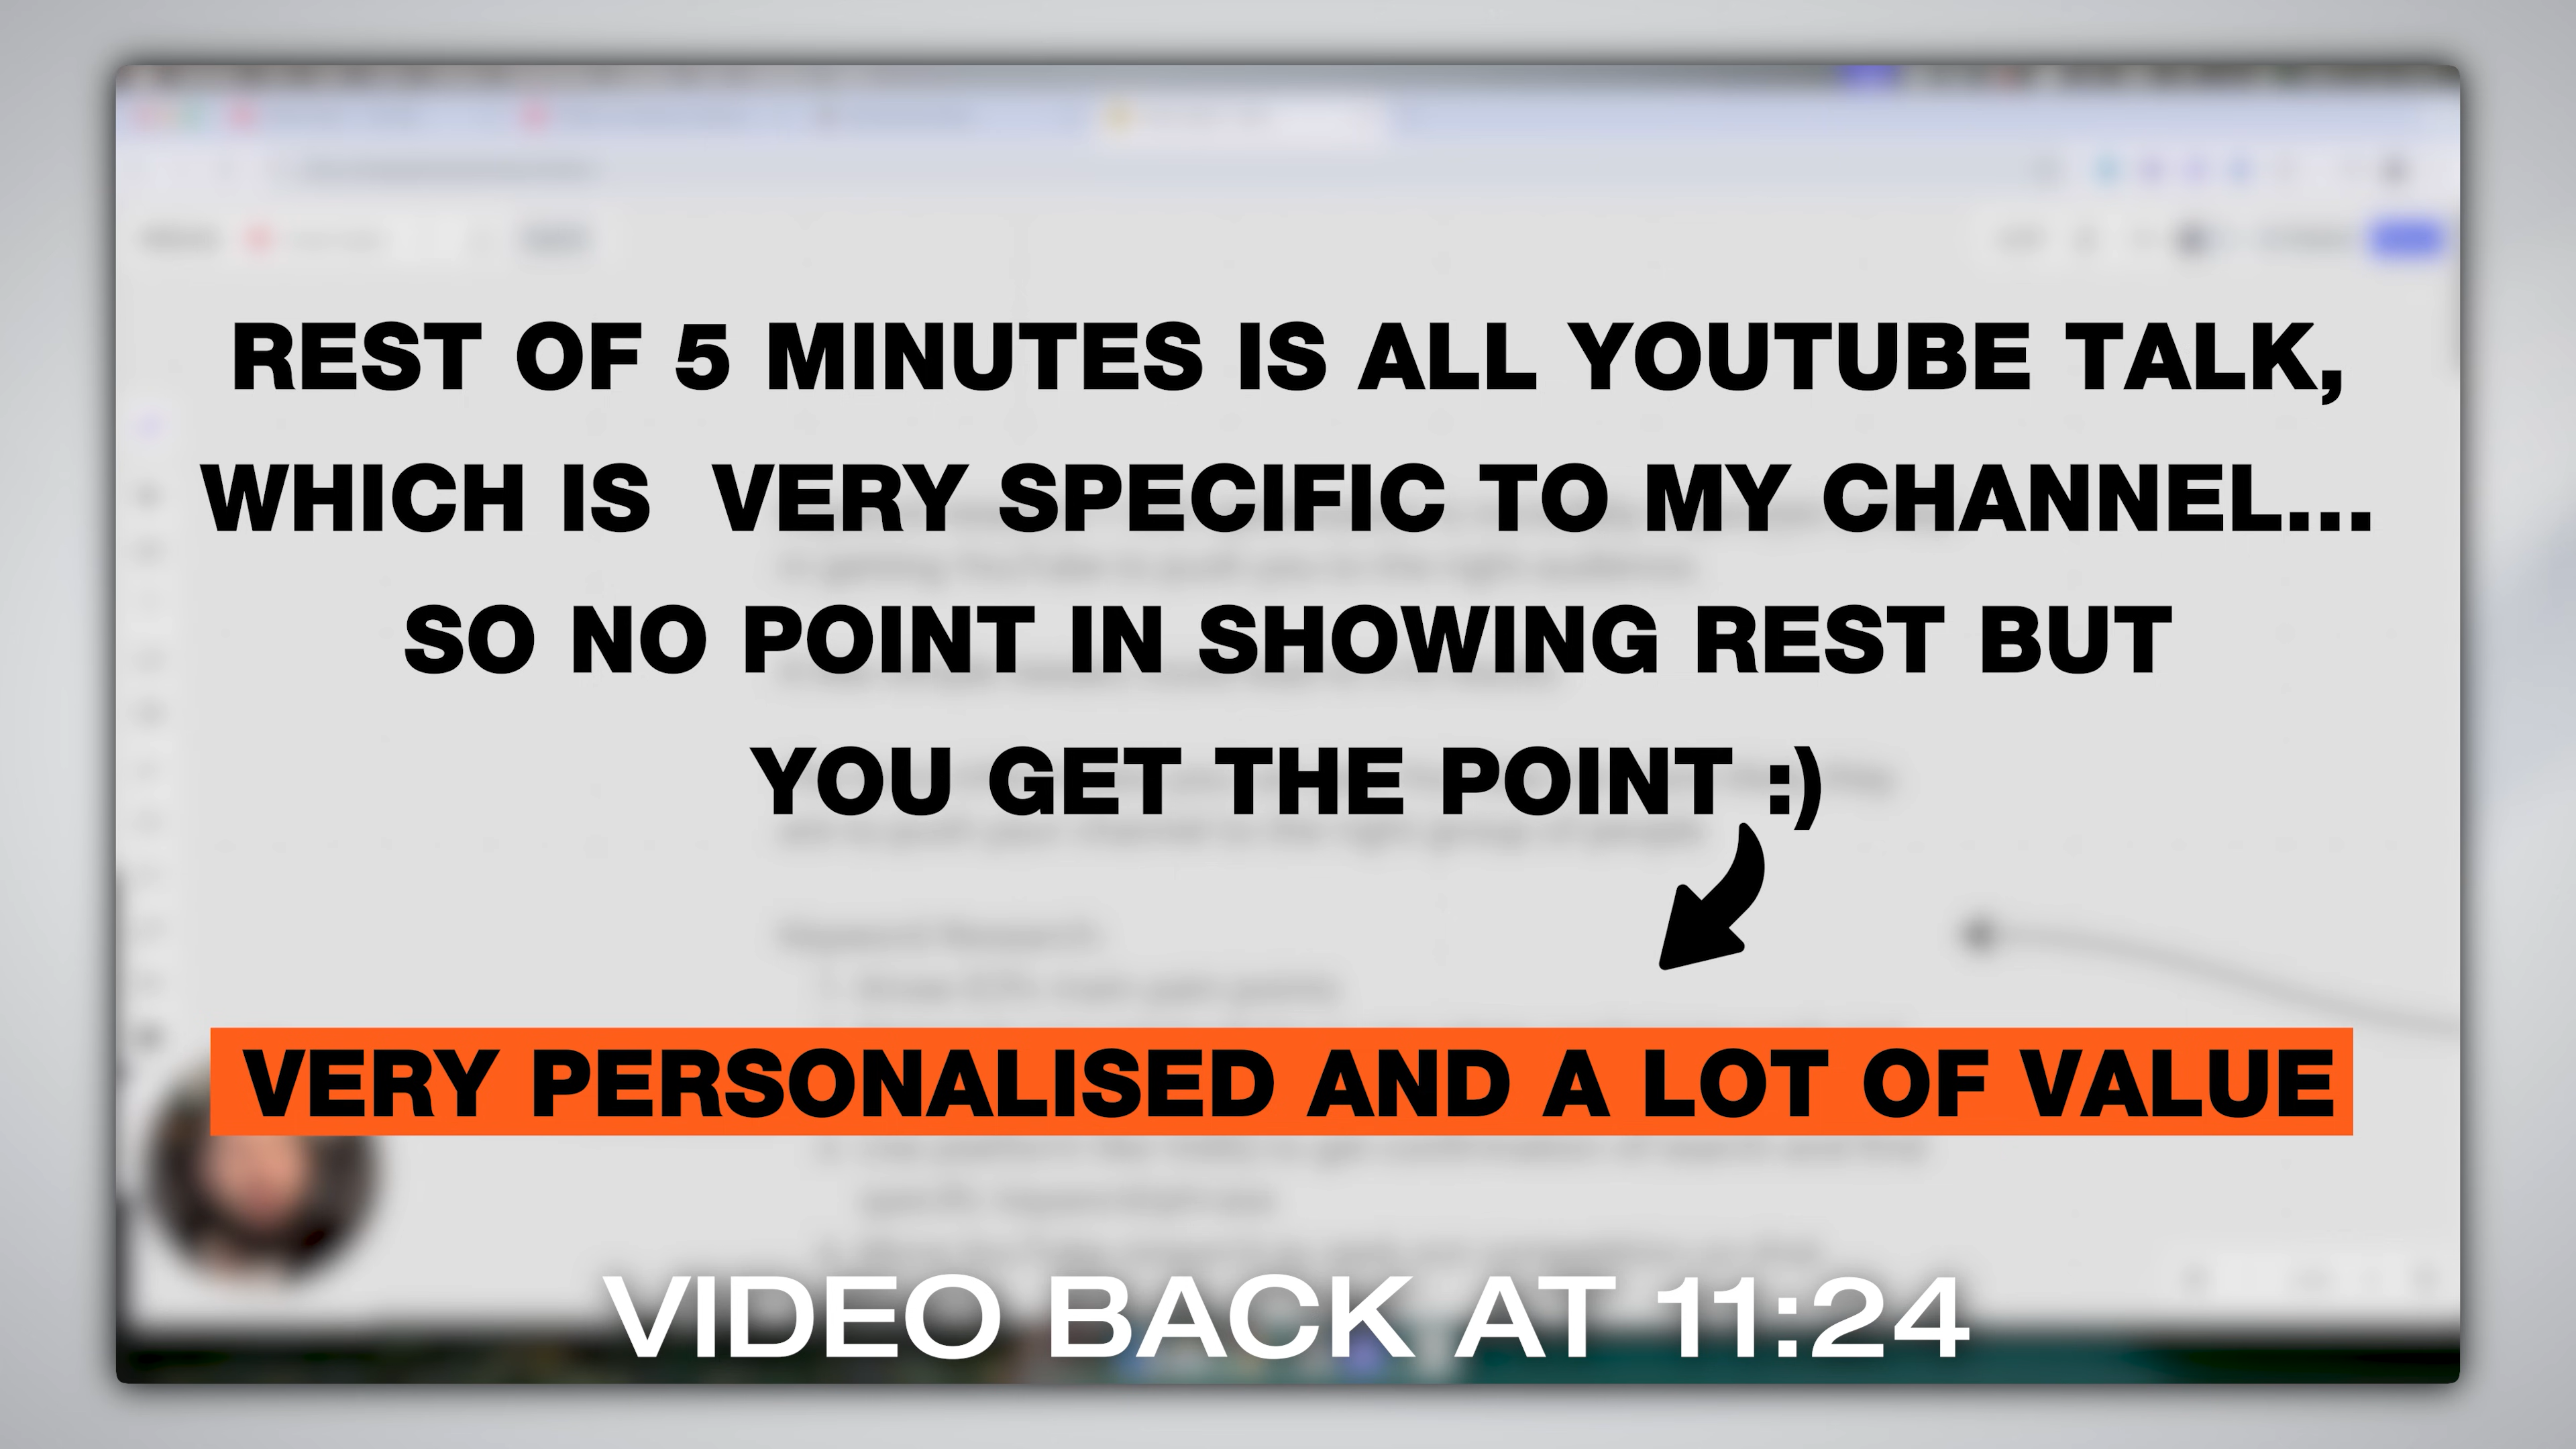 REST OF 5 MINUTES IS ALL YOUTUBE TALK,
WHICH IS VERY SPECIFIC TO MY CHANNEL...
SO NO POINT IN SHOWING REST BUT
YOU GET THE POINT :)
VERY PERSONALISED AND A LOT OF VALUE
VIDEO BACK AT 11:24